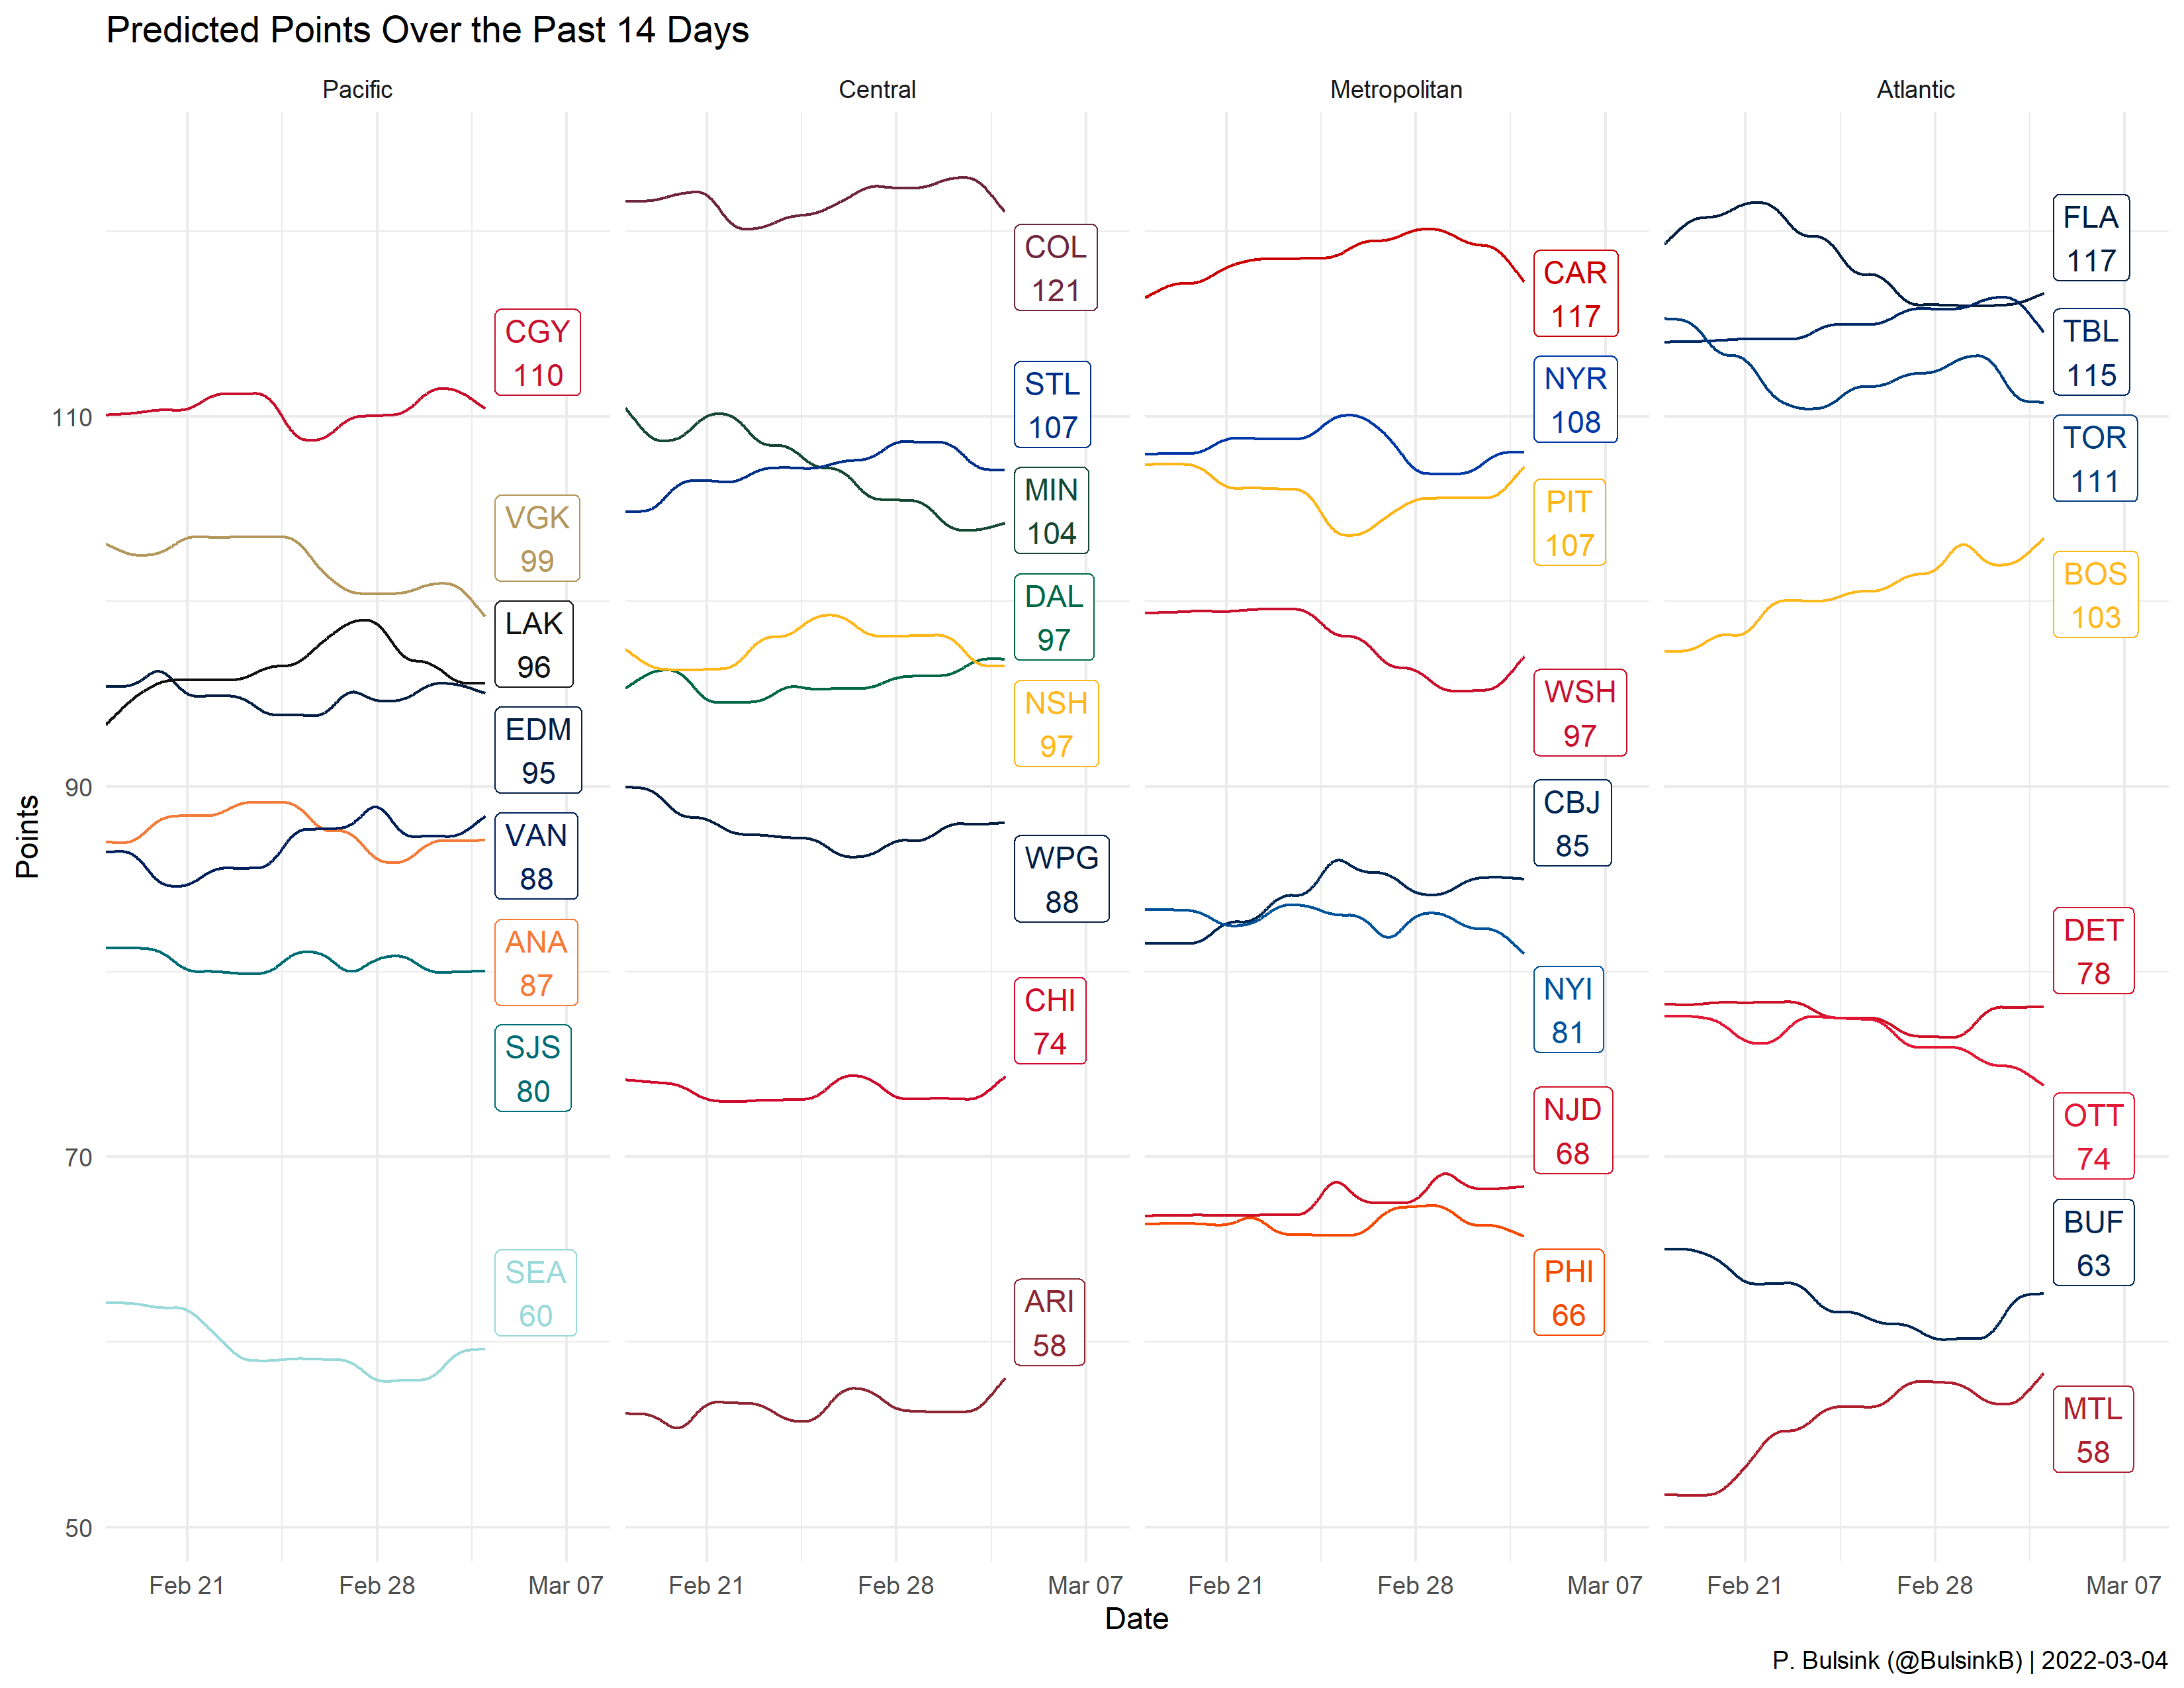 Predicted Points Over the Past 14 Days
Pacific
Central
Metropolitan
Atlantic
Points
110
90
70
50
CGY
110
VGK
99
LAK
96
EDM
95
VAN
88
ANA
87
SJS
80
SEA
60
COL
121
STL
107
MIN
104
DAL
97
NSH
97
WPG
88
CHI
74
ARI
58
CAR
117
NYR
108
PIT
107
WSH
97
CBJ
85
NYI
81
NJD
68
PHI
66
FLA
117
TBL
115
TOR
111
BOS
103
DET
78
OTT
74
BUF
63
MTL
58
Feb 21 Feb 28 Mar 07
Feb 21 Feb 28 Mar 07
Feb 21 Feb 28 Mar 07
Feb 21 Feb 28 Mar 07
Date
P. Bulsink (@BulsinkB) | 2022-03-04